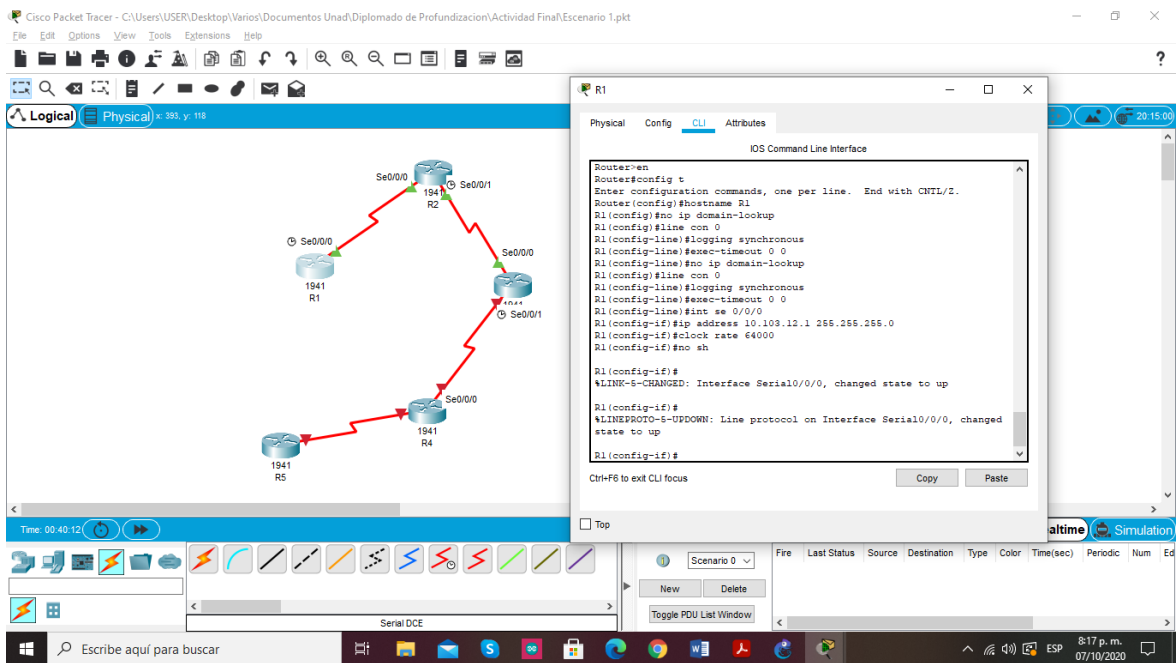 Cisco Packet Tracer - C:\Users\USER\Desktop\Varios\Documentos Unad\Diplomado de Profundizacion\Actividad Final\Escenario 1.pkt
File Edit Options View Tools Extensions Help
?
Logical Physical x: 393, y: 118
20:15:00
Se0/0/0
Se0/0/1
1941
R2
Se0/0/0
1941
R1
Se0/0/0
1941
Se0/0/1
Se0/0/0
1941
R4
1941
R5
R1
Physical Config CLI Attributes
IOS Command Line Interface
Router>en
Router#config t
Enter configuration commands, one per line. End with CNTL/Z.
Router(config)#hostname R1
R1(config)#no ip domain-lookup
R1(config)#line con 0
R1(config-line)#logging synchronous
R1(config-line)#exec-timeout 0 0
R1(config-line)#no ip domain-lookup
R1(config)#line con 0
R1(config-line)#logging synchronous
R1(config-line)#exec-timeout 0 0
R1(config-line)#int se 0/0/0
R1(config-if)#ip address 10.103.12.1 255.255.255.0
R1(config-if)#clock rate 64000
R1(config-if)#no sh
R1(config-if)#
%LINK-5-CHANGED: Interface Serial0/0/0, changed state to up
R1(config-if)#
%LINEPROTO-5-UPDOWN: Line protocol on Interface Serial0/0/0, changed
state to up
R1(config-if)#
Ctrl+F6 to exit CLI focus
Copy Paste
Top
Time: 00:40:12
altime Simulation
Serial DCE
Scenario 0
New Delete
Toggle PDU List Window
Fire Last Status Source Destination Type Color Time(sec) Periodic Num Ed
Escribe aquí para buscar
ESP
8:17 p. m.
07/10/2020